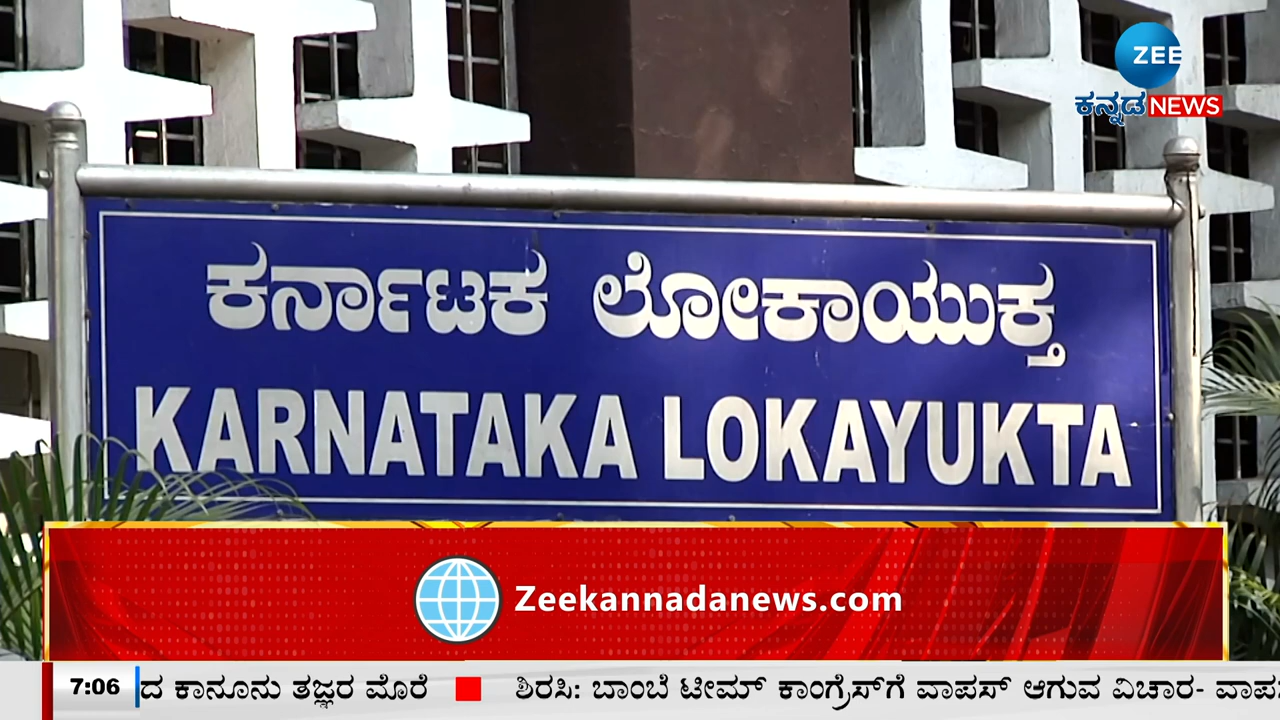 ZEE
ಕನ್ನಡ NEWS
ಕರ್ನಾಟಕ ಲೋಕಾಯುಕ್ತ
KARNATAKA LOKAYUKTA
Zeekannadanews.com
7:06 ದ ಕಾನೂನು ತಜ್ಞರ ಮೊರೆ ಶಿರಸಿ: ಬಾಂಬೆ ಟೀಮ್ ಕಾಂಗ್ರೆಸ್‌ಗೆ ವಾಪಸ್ ಆಗುವ ವಿಚಾರ-